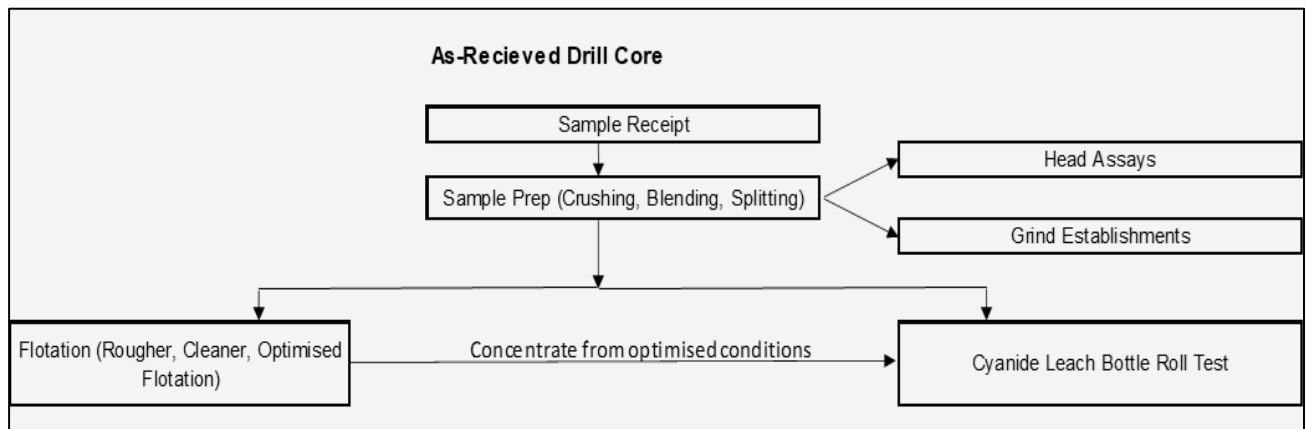 As-Recieved Drill Core
Sample Receipt
Head Assays
Sample Prep (Crushing, Blending, Splitting)
Grind Establishments
Flotation (Rougher, Cleaner, Optimised
Flotation)
Concentrate from optimised conditions
Cyanide Leach Bottle Roll Test